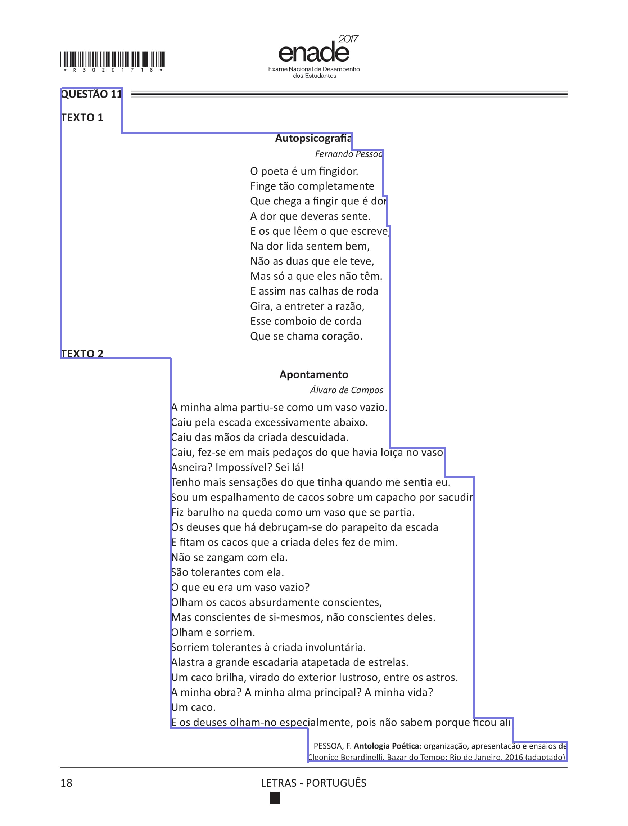 enade 2017
Exame Nacional de Desempenho
dos Estudantes
*R3020171 8*
QUESTÃO 11
TEXTO 1
Autopsicografia
Fernando Pessoa
O poeta é um fingidor.
Finge tão completamente
Que chega a fingir que é dor
A dor que deveras sente.
E os que lêem o que escreve,
Na dor lida sentem bem,
Não as duas que ele teve,
Mas só a que eles não têm.
E assim nas calhas de roda
Gira, a entreter a razão,
Esse comboio de corda
Que se chama coração.
TEXTO 2
Apontamento
Álvaro de Campos
A minha alma partiu-se como um vaso vazio.
Caiu pela escada excessivamente abaixo.
Caiu das mãos da criada descuidada.
Caiu, fez-se em mais pedaços do que havia loiça no vaso
Asneira? Impossível? Sei lá!
Tenho mais sensações do que tinha quando me sentia eu.
Sou um espalhamento de cacos sobre um capacho por sacudir
Fiz barulho na queda como um vaso que se partia.
Os deuses que há debruçam-se do parapeito da escada
E fitam os cacos que a criada deles fez de mim.
Não se zangam com ela.
São tolerantes com ela.
O que eu era um vaso vazio?
Olham os cacos absurdamente conscientes,
Mas conscientes de si-mesmos, não conscientes deles.
Olham e sorriem.
Sorriem tolerantes à criada involuntária.
Alastra a grande escadaria atapetada de estrelas.
Um caco brilha, virado do exterior lustroso, entre os astros.
A minha obra? A minha alma principal? A minha vida?
Um caco.
E os deuses olham-no especialmente, pois não sabem porque ficou ali
PESSOA, F. Antologia Poética: organização, apresentação e ensaios de
Cleonice Berardinelli. Bazar do Tempo: Rio de Janeiro, 2016 (adaptado)
18
LETRAS - PORTUGUÊS